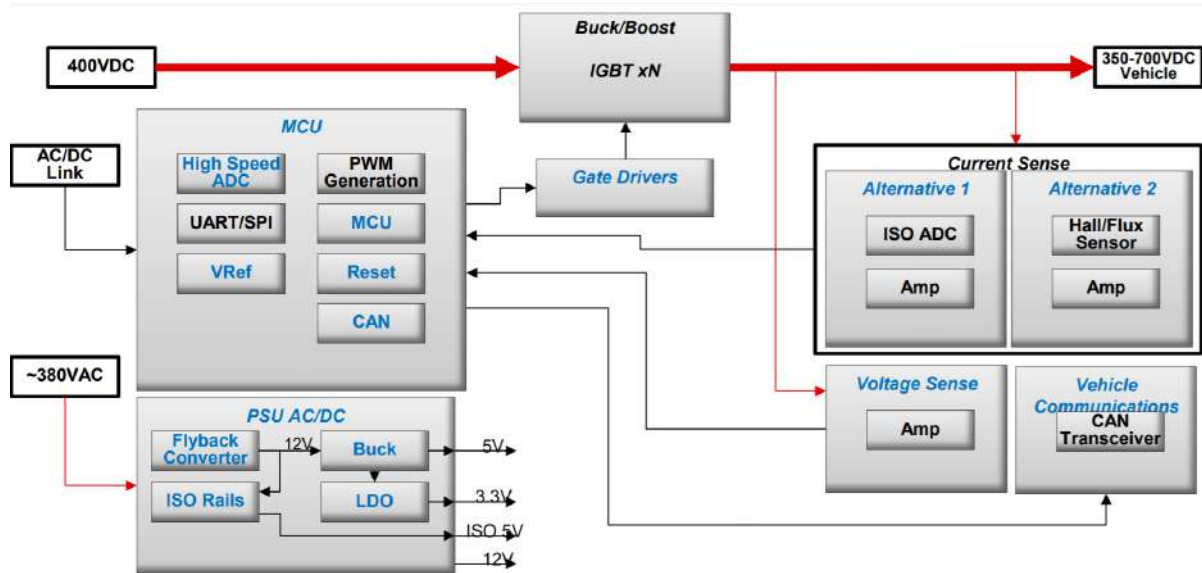 Buck/Boost
IGBT xN
400VDC
350-700VDC
Vehicle
MCU
High Speed
ADC
PWM
Generation
UART/SPI
MCU
VRef
Reset
CAN
AC/DC
Link
Gate Drivers
Current Sense
Alternative 1
ISO ADC
Amp
Alternative 2
Hall/Flux
Sensor
Amp
~380VAC
Voltage Sense
Amp
Vehicle
Communications
CAN
Transceiver
PSU AC/DC
Flyback
Converter
12V
Buck
5V
ISO Rails
LDO
3.3V
ISO 5V
12V